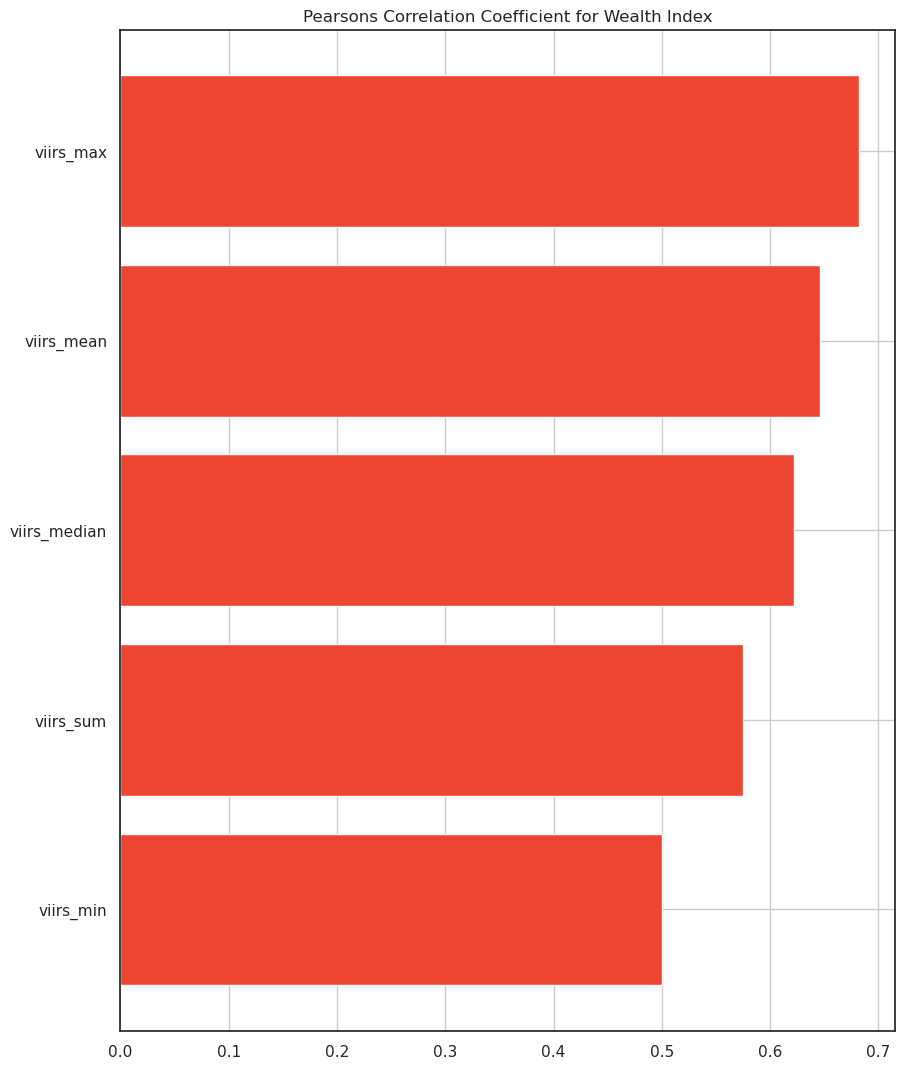 Pearsons Correlation Coefficient for Wealth Index
viirs_max
viirs_mean
viirs_median
viirs_sum
viirs_min
0.0 0.1 0.2 0.3 0.4 0.5 0.6 0.7